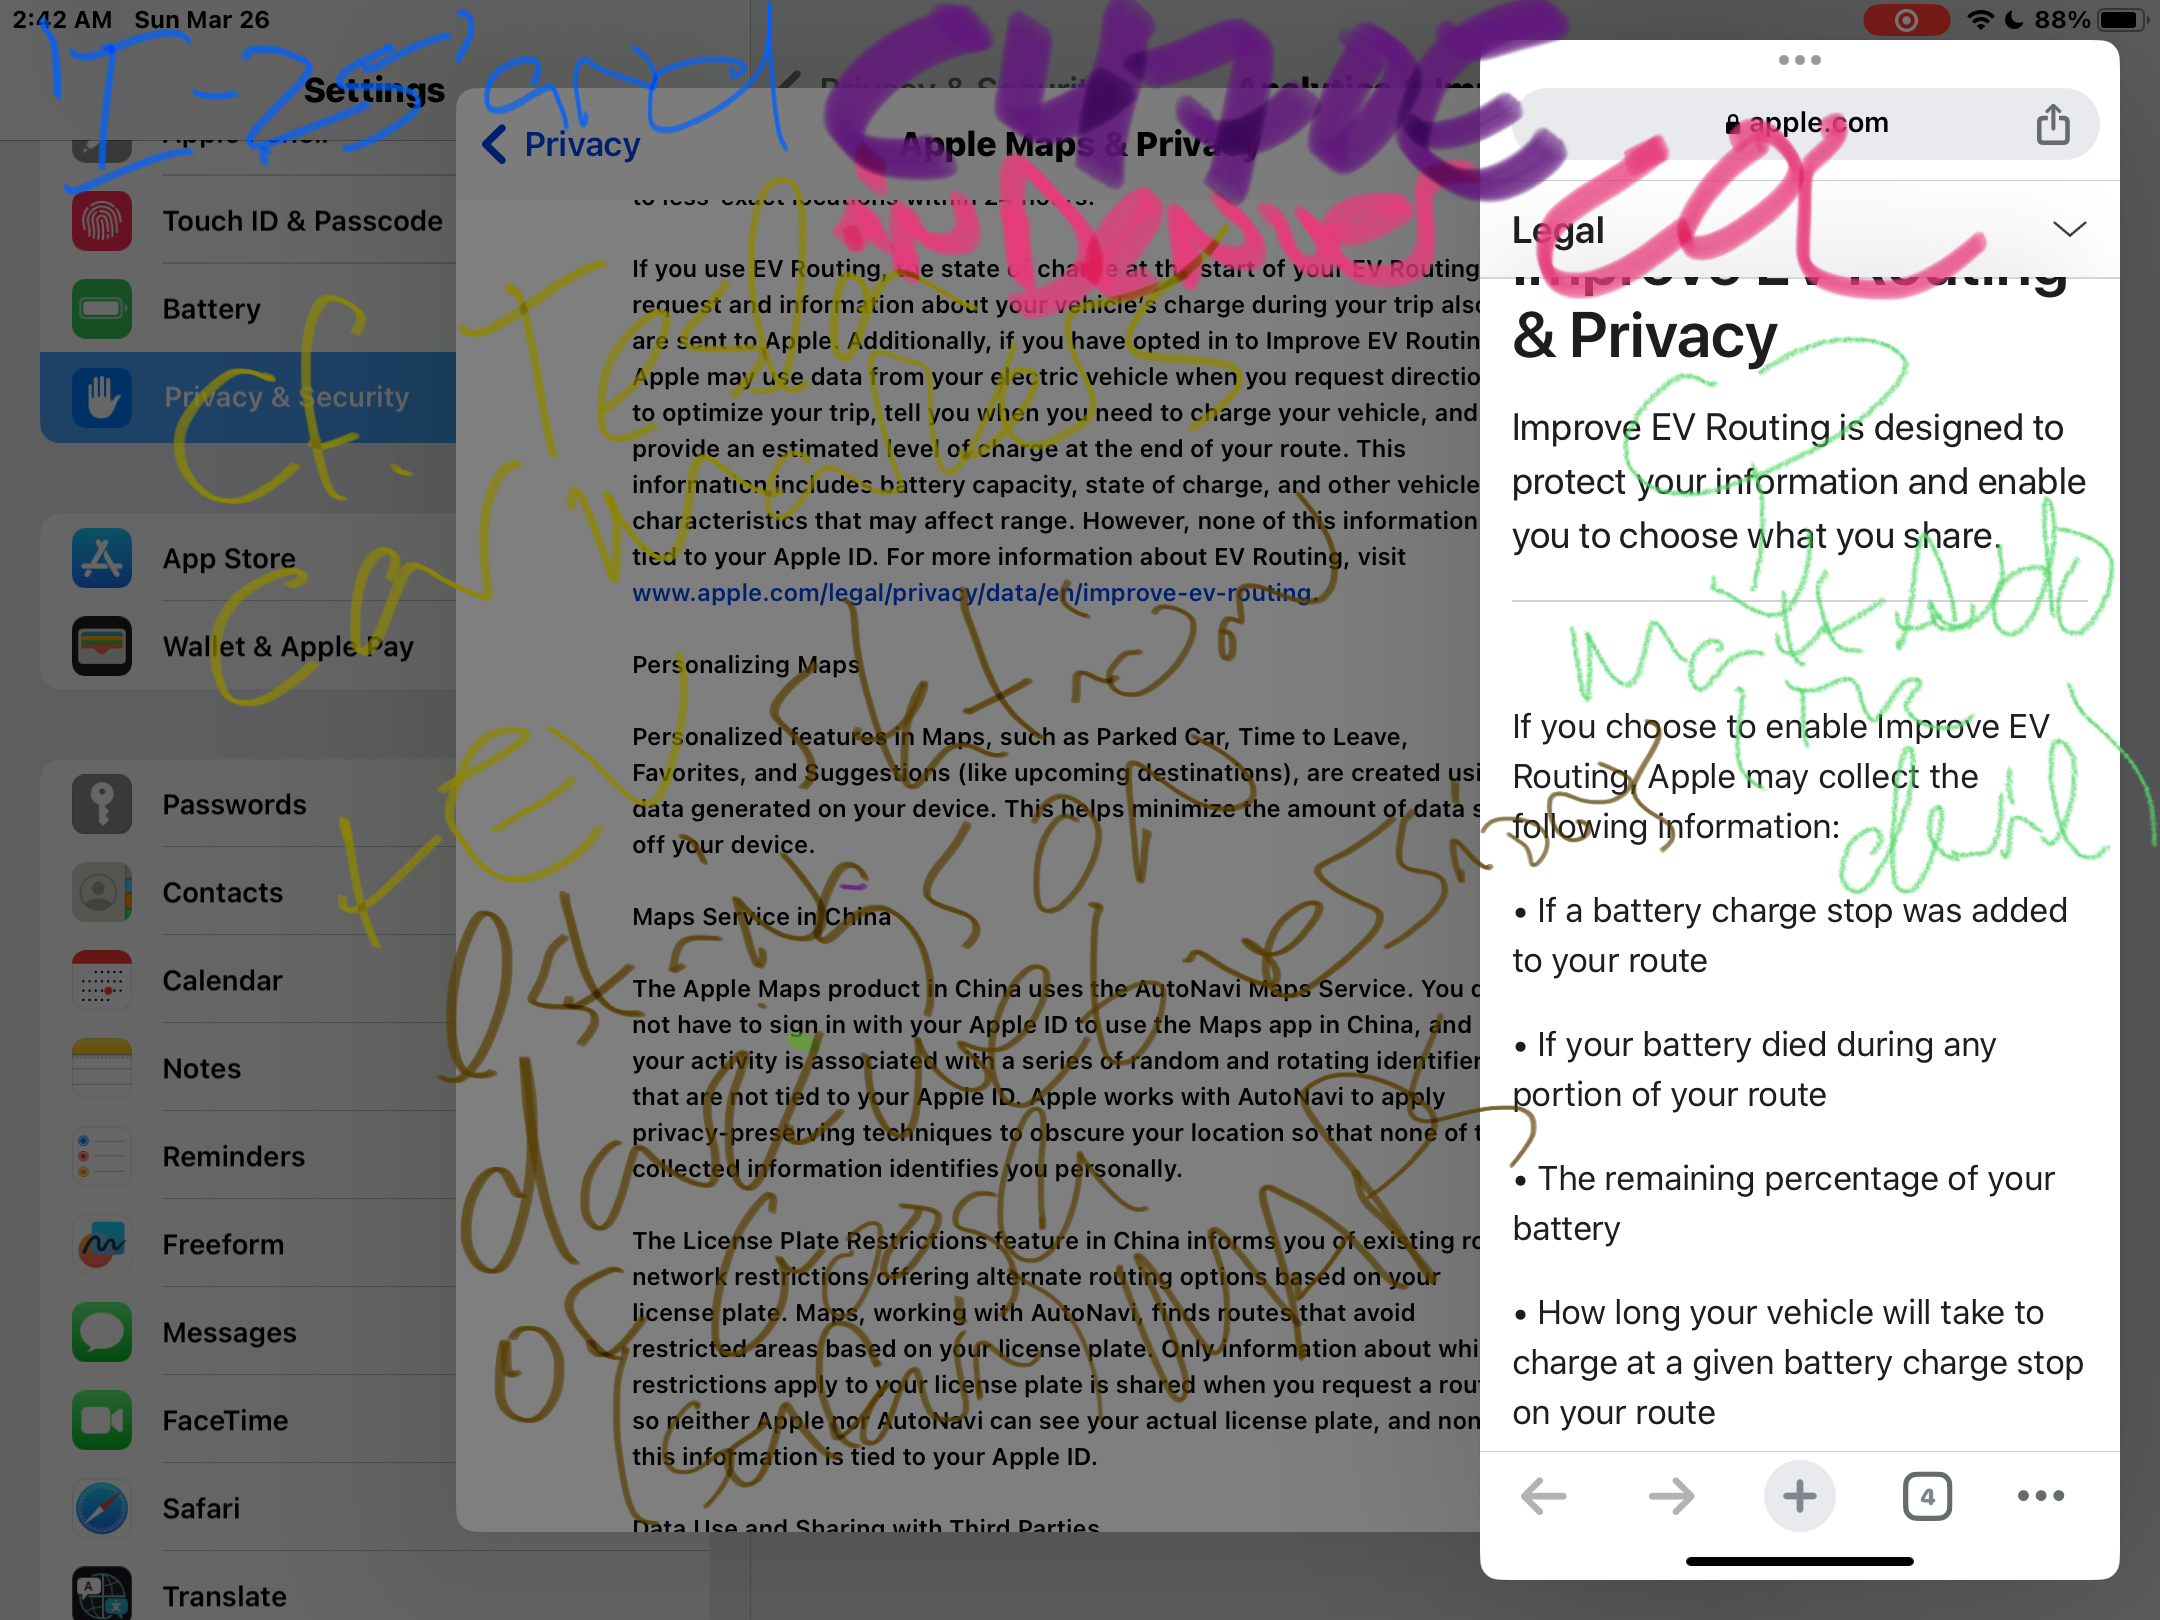 2:42 AM Sun Mar 26
88%
I-25 and
in Denver
Settings
Touch ID & Passcode
Battery
Privacy & Security
App Store
Wallet & Apple Pay
Passwords
Contacts
Calendar
Notes
Reminders
Freeform
Messages
FaceTime
Safari
Translate
cf. Tesla
car makers
+ EV
station)
Privacy
Apple Maps & Privacy
to less exact locations within 24 hours.
If you use EV Routing, the state of charge at the start of your EV Routing
request and information about your vehicle's charge during your trip also
are sent to Apple. Additionally, if you have opted in to Improve EV Routin
Apple may use data from your electric vehicle when you request directio
to optimize your trip, tell you when you need to charge your vehicle, and
provide an estimated level of charge at the end of your route. This
information includes battery capacity, state of charge, and other vehicle
characteristics that may affect range. However, none of this information
tied to your Apple ID. For more information about EV Routing, visit
www.apple.com/legal/privacy/data/en/improve-ev-routing.
Personalizing Maps
Personalized features in Maps, such as Parked Car, Time to Leave,
Favorites, and Suggestions (like upcoming destinations), are created usi
data generated on your device. This helps minimize the amount of data s
off your device.
Maps Service in China
The Apple Maps product in China uses the AutoNavi Maps Service. You d
not have to sign in with your Apple ID to use the Maps app in China, and
your activity is associated with a series of random and rotating identifier
that are not tied to your Apple ID. Apple works with AutoNavi to apply
privacy-preserving techniques to obscure your location so that none of t
collected information identifies you personally.
The License Plate Restrictions feature in China informs you of existing ro
network restrictions offering alternate routing options based on your
license plate. Maps, working with AutoNavi, finds routes that avoid
restricted areas based on your license plate. Only information about whi
restrictions apply to your license plate is shared when you request a rou
so neither Apple nor AutoNavi can see your actual license plate, and non
this information is tied to your Apple ID.
Data Use and Sharing with Third Parties
apple.com
Legal
Improve EV Routing
& Privacy
Improve EV Routing is designed to
protect your information and enable
you to choose what you share.
If you choose to enable Improve EV
Routing, Apple may collect the
following information:
• If a battery charge stop was added
to your route
• If your battery died during any
portion of your route
• The remaining percentage of your
battery
• How long your vehicle will take to
charge at a given battery charge stop
on your route
4